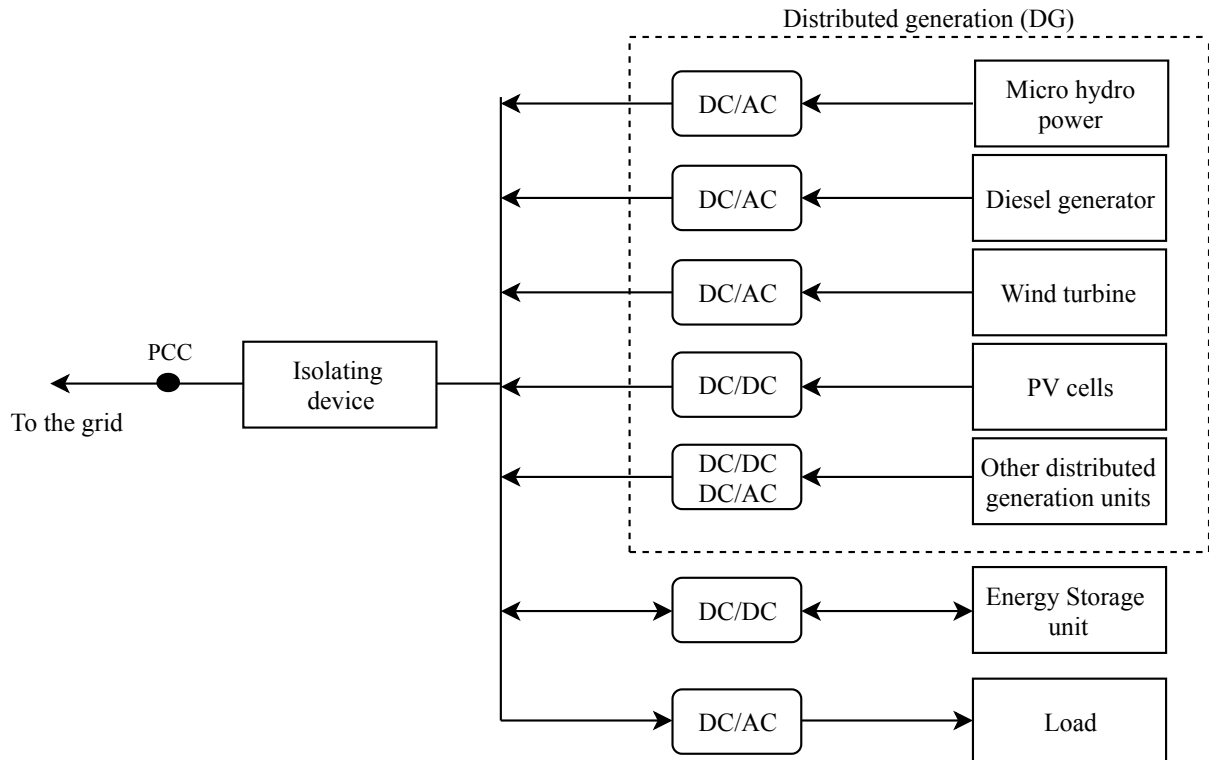 Distributed generation (DG)
DC/AC
Micro hydro
power
DC/AC
Diesel generator
DC/AC
Wind turbine
PCC
Isolating
device
To the grid
DC/DC
PV cells
DC/DC
DC/AC
Other distributed
generation units
DC/DC
Energy Storage
unit
DC/AC
Load